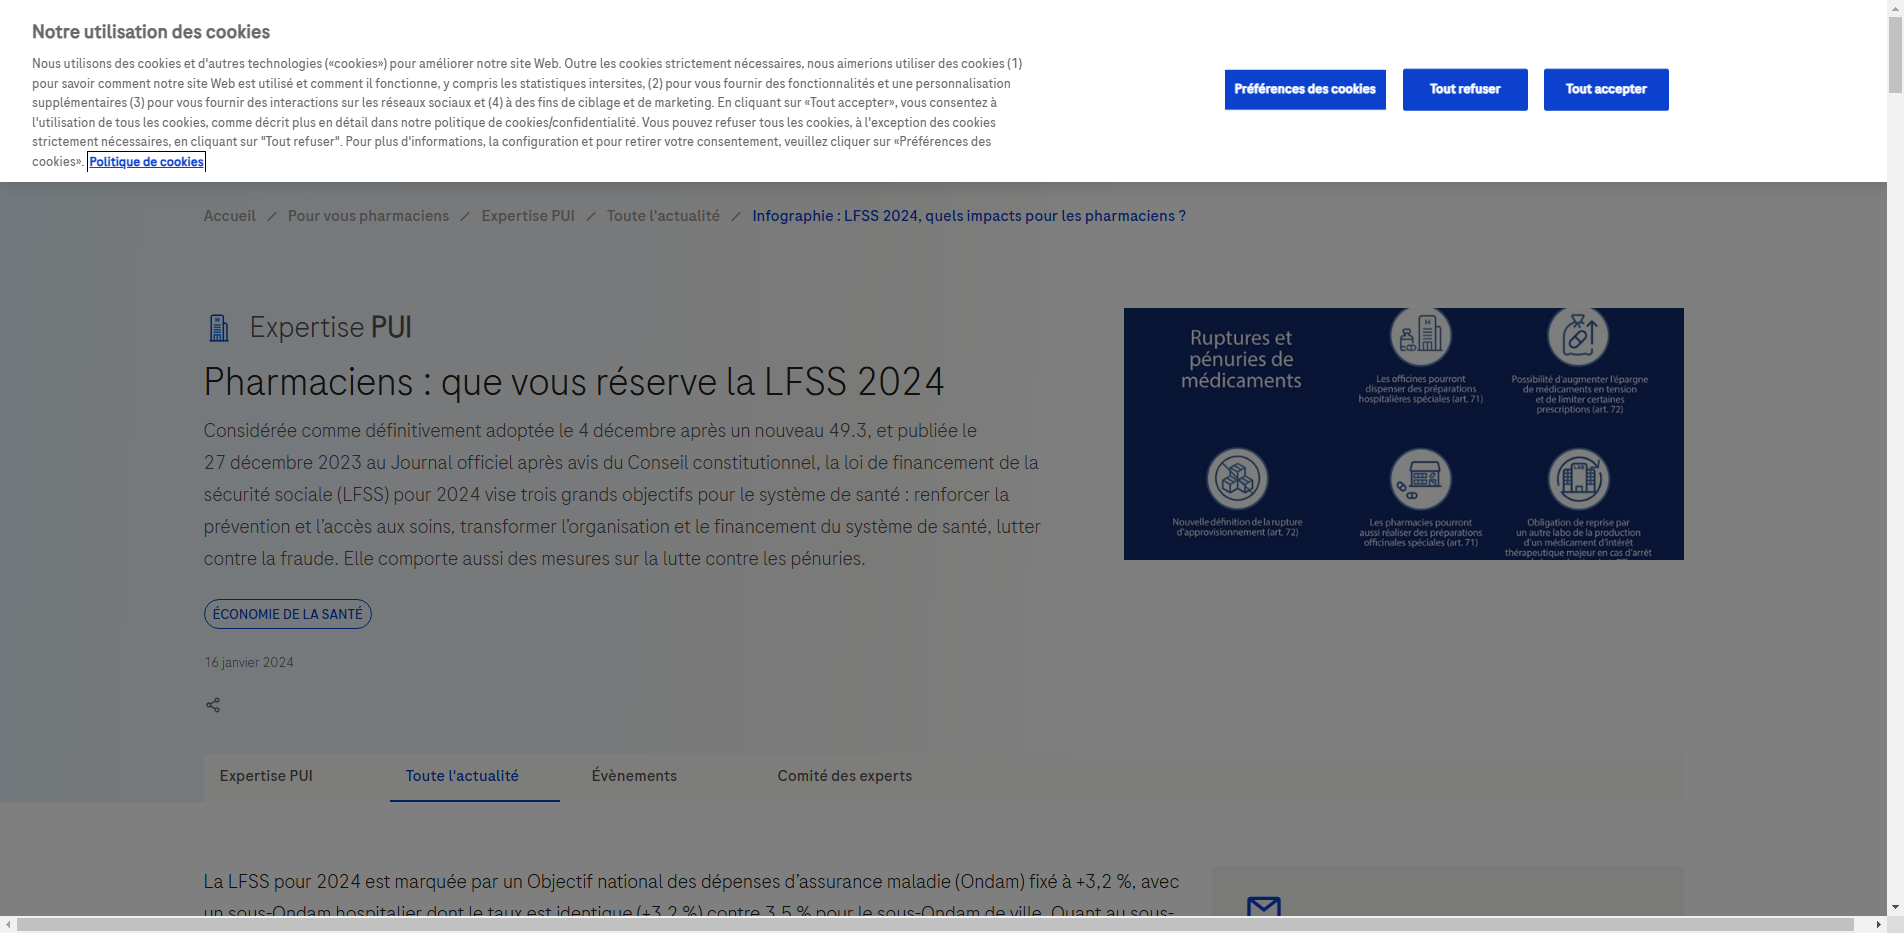 Notre utilisation des cookies
Nous utilisons des cookies et d'autres technologies («cookies») pour améliorer notre site Web. Outre les cookies strictement nécessaires, nous aimerions utiliser des cookies (1)
pour savoir comment notre site Web est utilisé et comment il fonctionne, y compris les statistiques intersites, (2) pour vous fournir des fonctionnalités et une personnalisation
supplémentaires (3) pour vous fournir des interactions sur les réseaux sociaux et (4) à des fins de ciblage et de marketing. En cliquant sur «Tout accepter», vous consentez à
l'utilisation de tous les cookies, comme décrit plus en détail dans notre politique de cookies/confidentialité. Vous pouvez refuser tous les cookies, à l'exception des cookies
strictement nécessaires, en cliquant sur "Tout refuser". Pour plus d'informations, la configuration et pour retirer votre consentement, veuillez cliquer sur «Préférences des
cookies». Politique de cookies
Préférences des cookies
Tout refuser
Tout accepter
Accueil / Pour vous pharmaciens / Expertise PUI / Toute l'actualité / Infographie : LFSS 2024, quels impacts pour les pharmaciens ?
Expertise PUI
Pharmaciens : que vous réserve la LFSS 2024
Considérée comme définitivement adoptée le 4 décembre après un nouveau 49.3, et publiée le
27 décembre 2023 au Journal officiel après avis du Conseil constitutionnel, la loi de financement de la
sécurité sociale (LFSS) pour 2024 vise trois grands objectifs pour le système de santé : renforcer la
prévention et l’accès aux soins, transformer l’organisation et le financement du système de santé, lutter
contre la fraude. Elle comporte aussi des mesures sur la lutte contre les pénuries.
ÉCONOMIE DE LA SANTÉ
16 janvier 2024
Ruptures et
pénuries de
médicaments
Les officines pourront
dispenser des préparations
hospitalières spéciales (art. 71)
Possibilité d'augmenter l'épargne
de médicaments en tension
et de limiter certaines
prescriptions (art. 72)
Nouvelle définition de la rupture
d'approvisionnement (art. 72)
Les pharmacies pourront
aussi réaliser des préparations
officinales spéciales (art. 71)
Obligation de reprise par
un autre labo de la production
d'un médicament d'intérêt
thérapeutique majeur en cas d'arrêt
Expertise PUI
Toute l'actualité
Évènements
Comité des experts
La LFSS pour 2024 est marquée par un Objectif national des dépenses d’assurance maladie (Ondam) fixé à +3,2 %, avec
un sous-Ondam hospitalier dont le taux est identique (+3,2 %) contre 3,5 % pour le sous-Ondam de ville. Quant au sous-